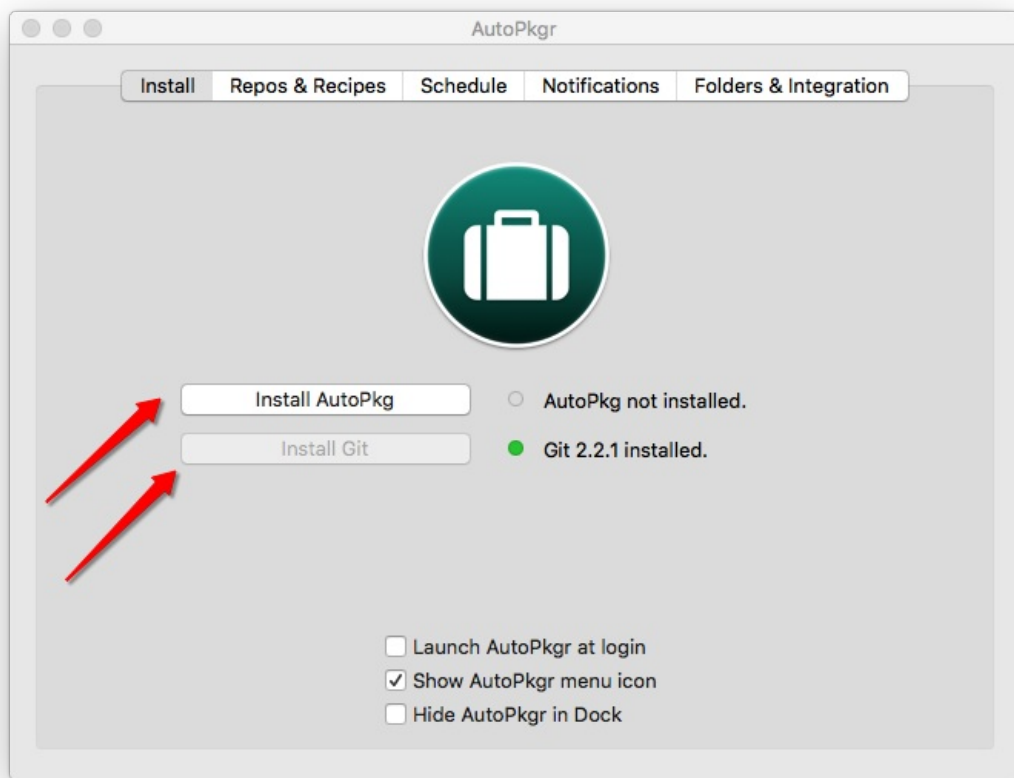 AutoPkgr
Install Repos & Recipes Schedule Notifications Folders & Integration
Install AutoPkg AutoPkg not installed.
Install Git Git 2.2.1 installed.
Launch AutoPkgr at login
Show AutoPkgr menu icon
Hide AutoPkgr in Dock